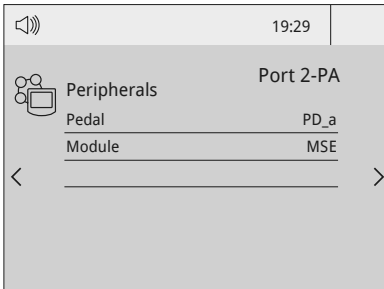 19:29
Port 2-PA
Peripherals
Pedal PD_a
Module MSE